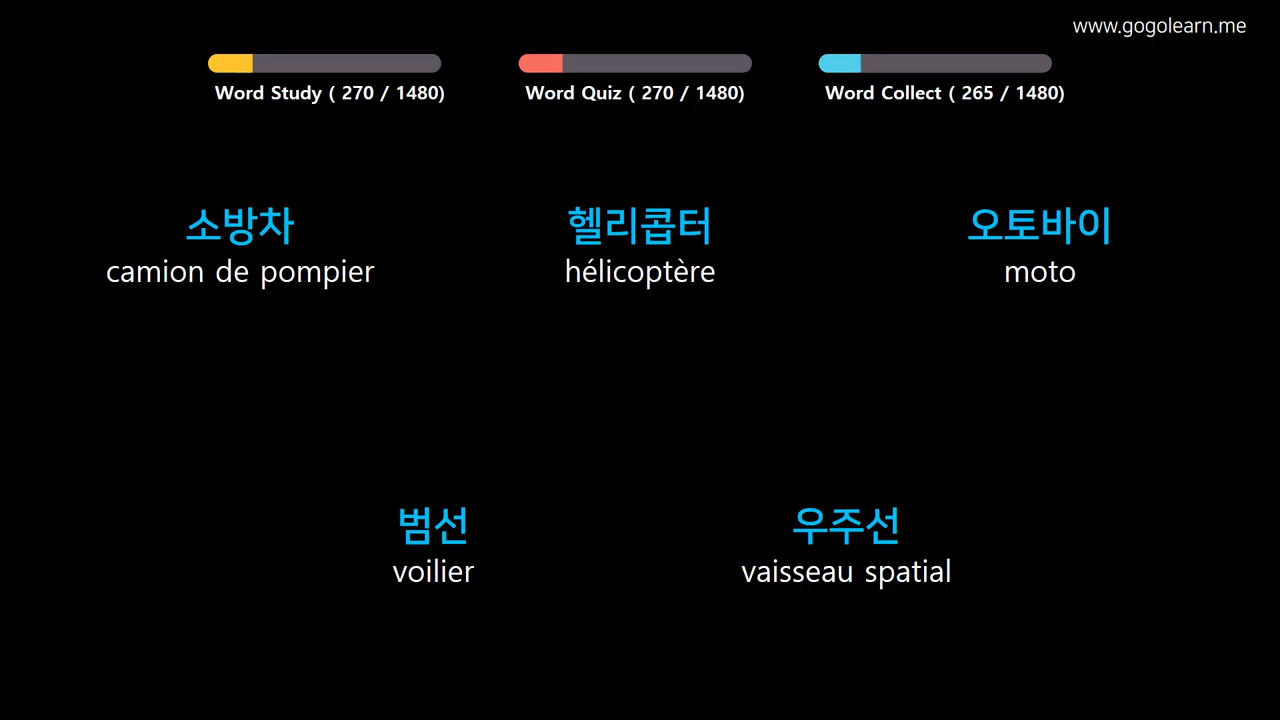 www.gogolearn.me
Word Study ( 270 / 1480)
Word Quiz ( 270 / 1480)
Word Collect ( 265 / 1480)
소방차
camion de pompier
헬리콥터
hélicoptère
오토바이
moto
범선
voilier
우주선
vaisseau spatial